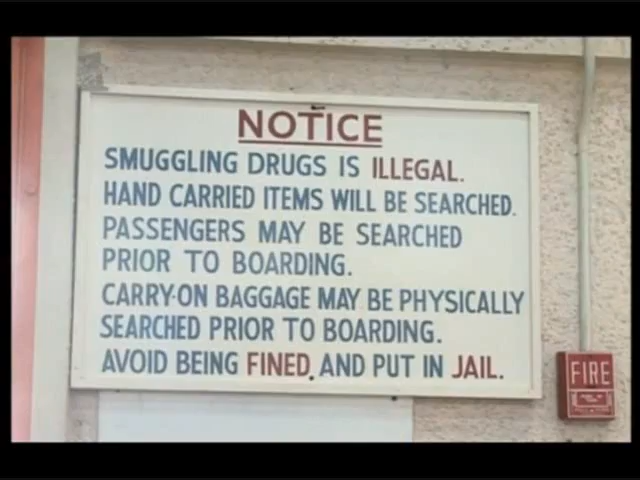 NOTICE
SMUGGLING DRUGS IS ILLEGAL.
HAND CARRIED ITEMS WILL BE SEARCHED.
PASSENGERS MAY BE SEARCHED
PRIOR TO BOARDING.
CARRY-ON BAGGAGE MAY BE PHYSICALLY
SEARCHED PRIOR TO BOARDING.
AVOID BEING FINED. AND PUT IN JAIL.
FIRE